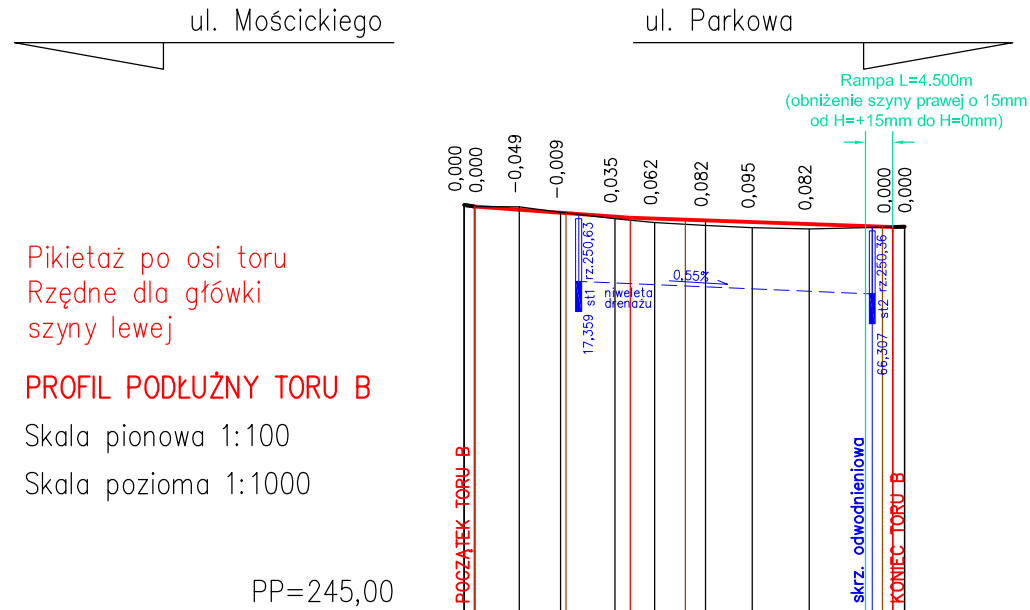 ul. Mościckiego
ul. Parkowa
Rampa L=4.500m
(obniżenie szyny prawej o 15mm
od H=+15mm do H=0mm)
0,000
0,000
-0,049
-0,009
0,035
0,062
0,082
0,095
0,082
0,000
0,000
Pikietaż po osi toru
Rzędne dla główki
szyny lewej
PROFIL PODŁUŻNY TORU B
Skala pionowa 1:100
Skala pozioma 1:1000
PP=245,00
17,359 st1 rz.250,63
niweleta
drenażu
0,55%
66,307 st2 rz.250,36
POCZĄTEK TORU B
skrz. odwodnieniowa
KONIEC TORU B